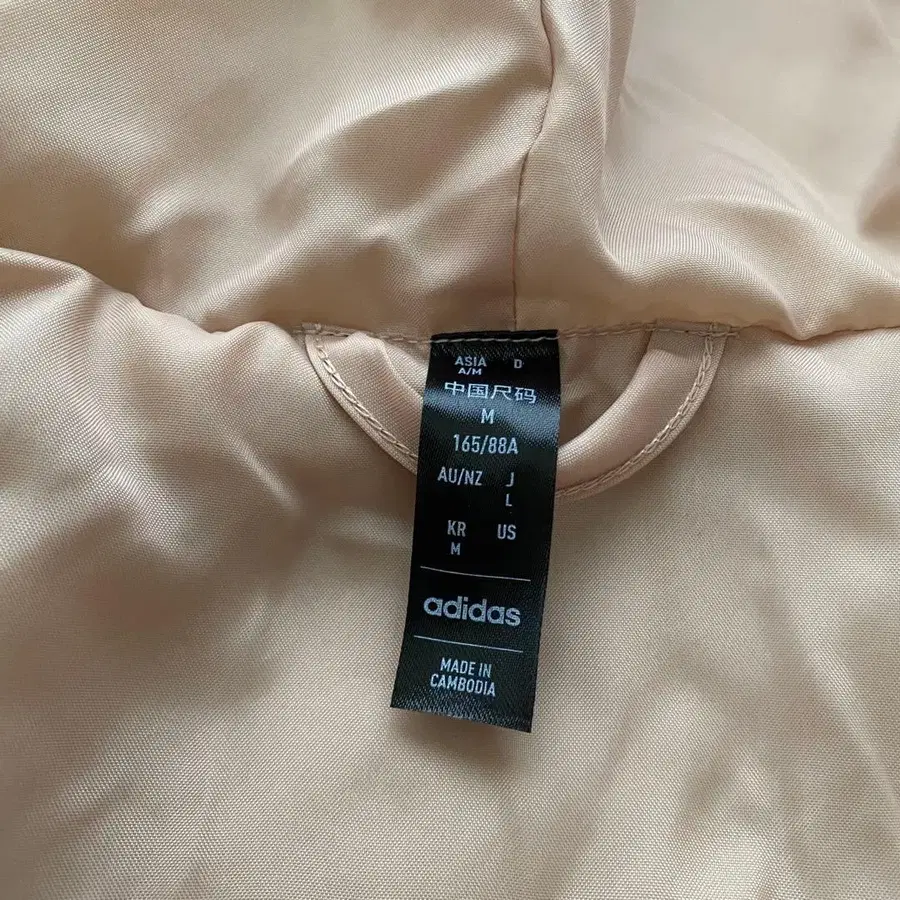 ASIA D
A/M
中国尺码
M
165/88A
AU/NZ J
L
KR US
M
adidas
MADE IN
CAMBODIA